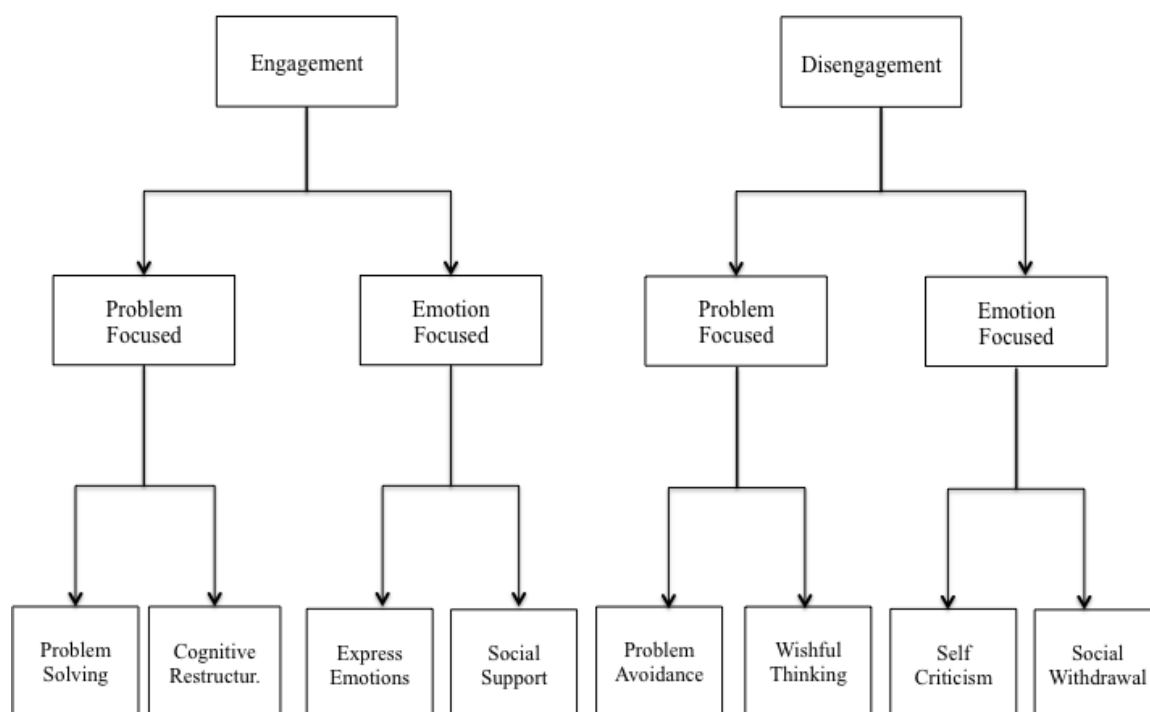 Engagement
Disengagement
Problem
Focused
Emotion
Focused
Problem
Focused
Emotion
Focused
Problem
Solving
Cognitive
Restructur.
Express
Emotions
Social
Support
Problem
Avoidance
Wishful
Thinking
Self
Criticism
Social
Withdrawal